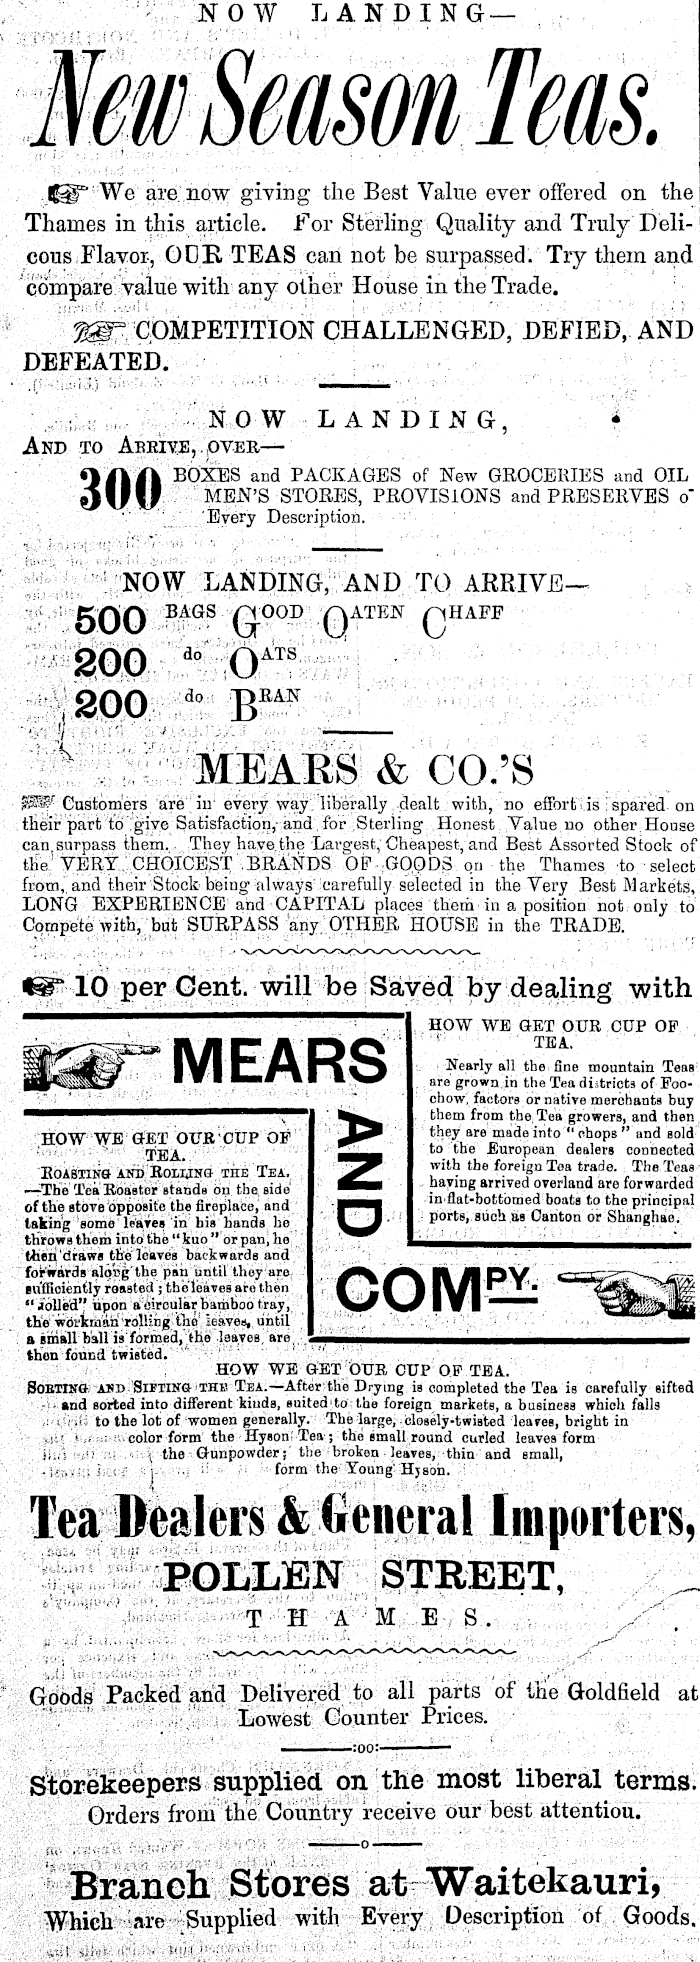 NOW LANDING—
New Season Teas.
We are now giving the Best Value ever offered on the
Thames in this article. For Sterling Quality and Truly Deli-
cous Flavor, OUR TEAS can not be surpassed. Try them and
compare value with any other House in the Trade.
COMPETITION CHALLENGED, DEFIED, AND
DEFEATED.
NOW LANDING,
AND TO ARRIVE, OVER—
300 BOXES and PACKAGES of New GROCERIES and OIL
MEN'S STORES, PROVISIONS and PRESERVES o
Every Description.
NOW LANDING, AND TO ARRIVE—
500 BAGS GOOD OATEN CHAFF
200 do OATS
200 do BRAN
MEARS & CO.'S
Customers are in every way liberally dealt with, no effort is spared on
their part to give Satisfaction, and for Sterling Honest Value no other House
can surpass them. They have the Largest, Cheapest, and Best Assorted Stock of
the VERY CHOICEST BRANDS OF GOODS on the Thames to select
from, and their Stock being always carefully selected in the Very Best Markets,
LONG EXPERIENCE and CAPITAL places them in a position not only to
Compete with, but SURPASS any OTHER HOUSE in the TRADE.
10 per Cent. will be Saved by dealing with
MEARS
AND
COMPY.
HOW WE GET OUR CUP OF
TEA.
Nearly all the fine mountain Teas
are grown in the Tea districts of Foo-
chow, factors or native merchants buy
them from the Tea growers, and then
they are made into "chops" and sold
to the European dealers connected
with the foreign Tea trade. The Teas
having arrived overland are forwarded
in flat-bottomed boats to the principal
ports, such as Canton or Shanghae.
HOW WE GET OUR CUP OF
TEA.
ROASTING AND ROLLING THE TEA.
—The Tea Roaster stands on the side
of the stove opposite the fireplace, and
taking some leaves in his hands he
throws them into the "kuo" or pan, he
then draws the leaves backwards and
forwards along the pan until they are
sufficiently roasted; the leaves are then
"rolled" upon a circular bamboo tray,
the workman rolling the leaves, until
a small ball is formed, the leaves are
then found twisted.
HOW WE GET OUR CUP OF TEA.
SORTING AND SIFTING THE TEA.—After the Drying is completed the Tea is carefully sifted
and sorted into different kinds, suited to the foreign markets, a business which falls
to the lot of women generally. The large, closely-twisted leaves, bright in
color form the Hyson Tea; the small round curled leaves form
the Gunpowder; the broken leaves, thin and small,
form the Young Hyson.
Tea Dealers & General Importers,
POLLEN STREET,
THAMES.
Goods Packed and Delivered to all parts of the Goldfield at
Lowest Counter Prices.
:oo:
Storekeepers supplied on the most liberal terms.
Orders from the Country receive our best attention.
o
Branch Stores at Waitekauri,
Which are Supplied with Every Description of Goods.